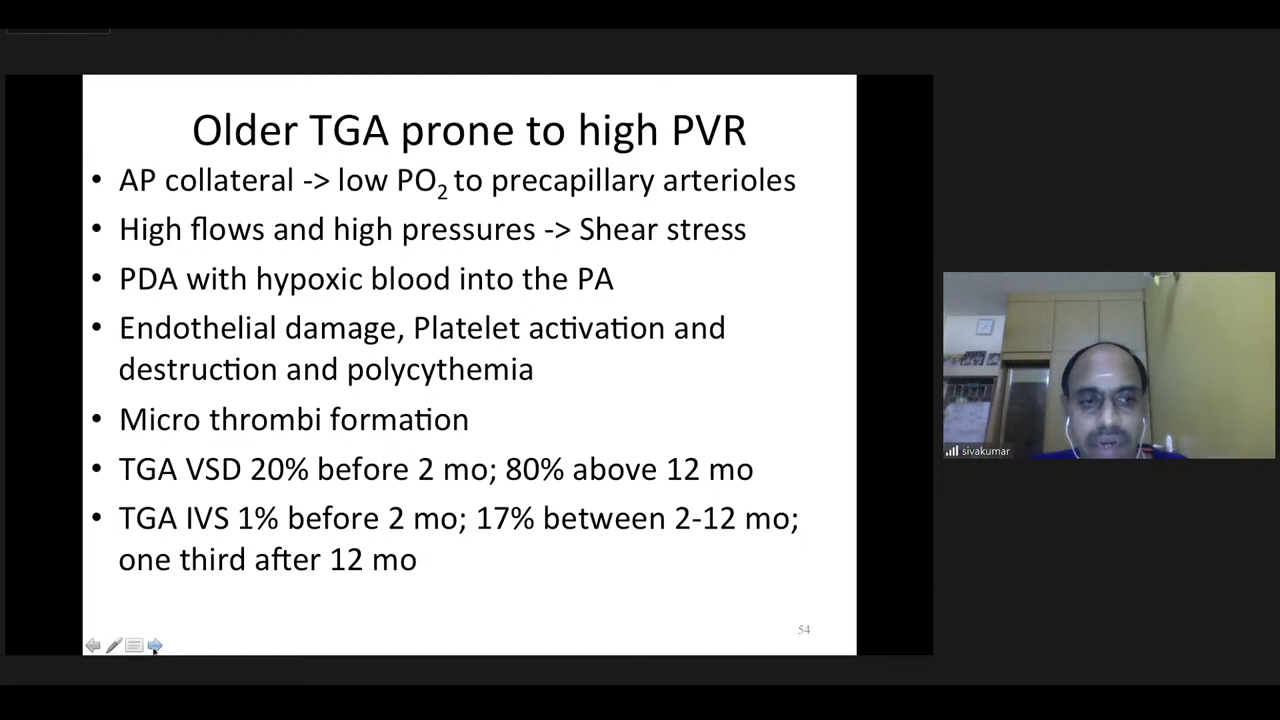 Older TGA prone to high PVR
• AP collateral -> low PO2 to precapillary arterioles
• High flows and high pressures -> Shear stress
• PDA with hypoxic blood into the PA
• Endothelial damage, Platelet activation and
destruction and polycythemia
• Micro thrombi formation
• TGA VSD 20% before 2 mo; 80% above 12 mo
• TGA IVS 1% before 2 mo; 17% between 2-12 mo;
one third after 12 mo
54
sivakumar